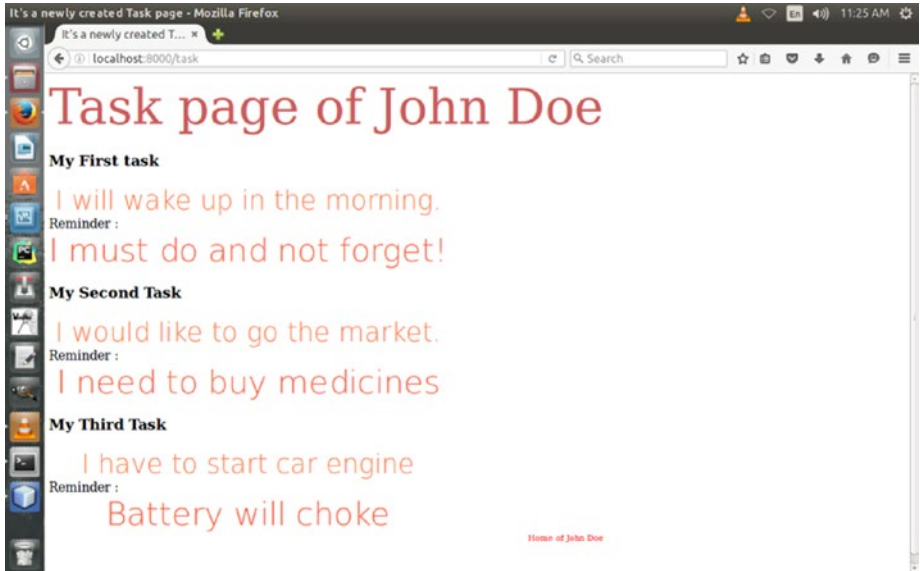 It's a newly created Task page - Mozilla Firefox
En
11:25 AM
It's a newly created T... ×
localhost:8000/task
Search
Task page of John Doe
My First task
I will wake up in the morning.
Reminder :
I must do and not forget!
My Second Task
I would like to go the market.
Reminder :
I need to buy medicines
My Third Task
I have to start car engine
Reminder :
Battery will choke
Home of John Doe